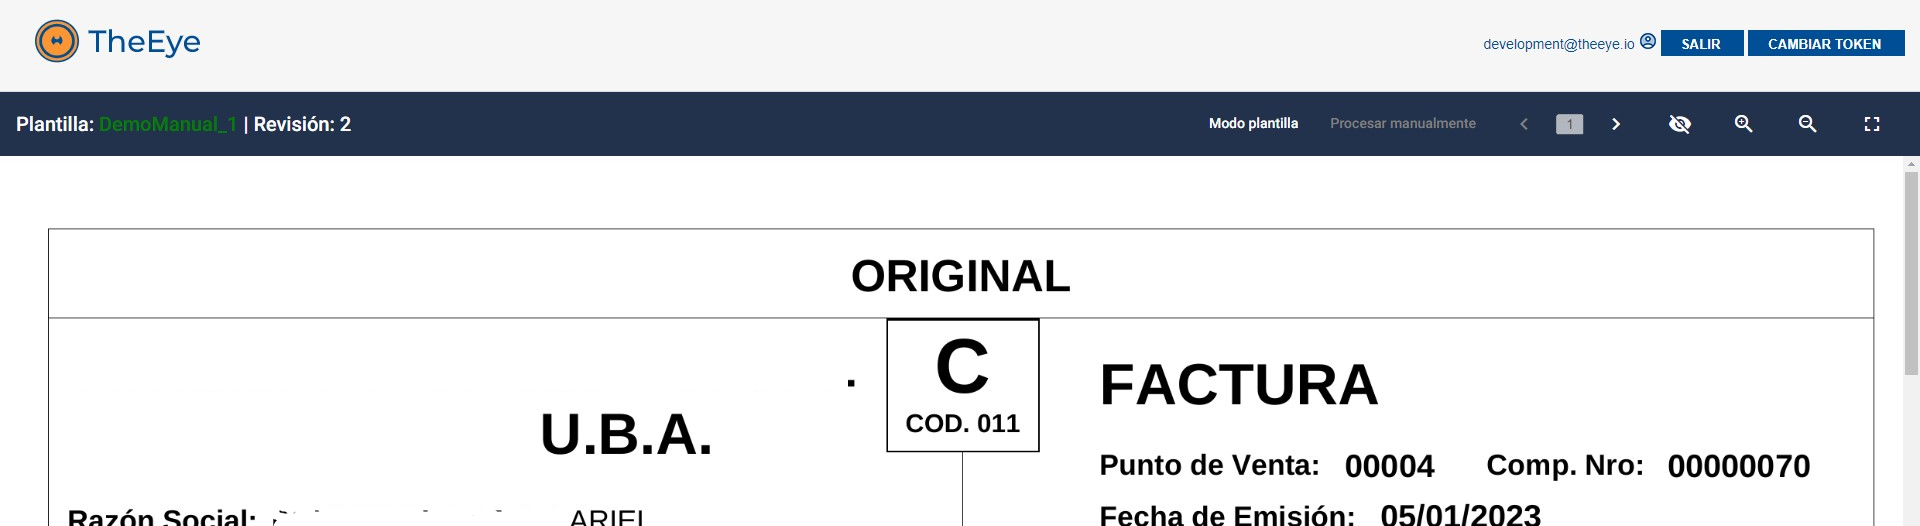 TheEye
development@theeye.io SALIR CAMBIAR TOKEN
Plantilla: DemoManual_1 | Revisión: 2
Modo plantilla Procesar manualmente 1
ORIGINAL
C
COD. 011
U.B.A.
FACTURA
Punto de Venta: 00004 Comp. Nro: 00000070
Razón Social: ARIEL
Fecha de Emisión: 05/01/2023